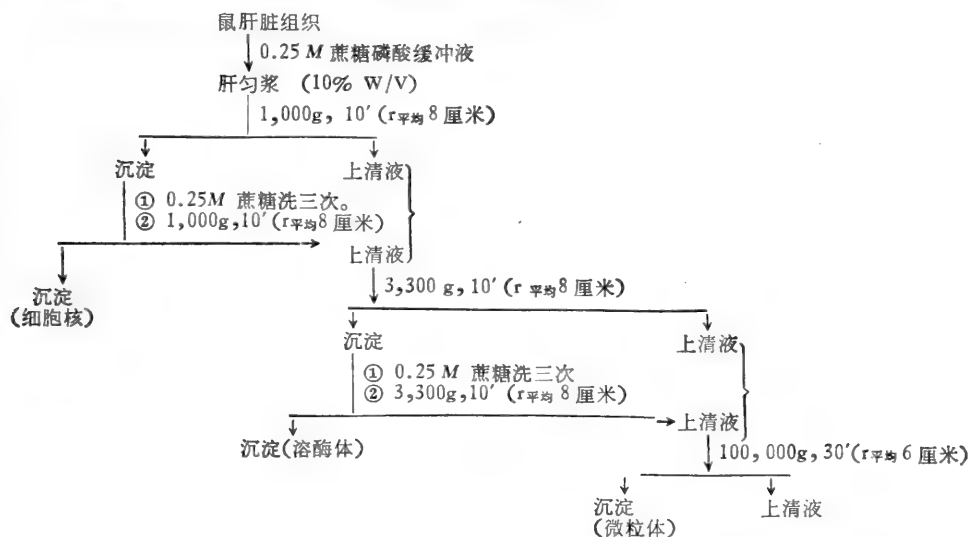 鼠肝脏组织
0.25 M 蔗糖磷酸缓冲液
肝匀浆 (10% W/V)
1,000g, 10′ (r平均 8 厘米)
沉淀
上清液
① 0.25M 蔗糖洗三次。
② 1,000g,10′(r平均8厘米)
上清液
沉淀
(细胞核)
3,300 g, 10′ (r 平均8 厘米)
沉淀
上清液
① 0.25 M 蔗糖洗三次
② 3,300g,10′ (r平均 8 厘米)
上清液
沉淀(溶酶体)
100,000g, 30′(r平均 6 厘米)
沉淀
(微粒体)
上清液